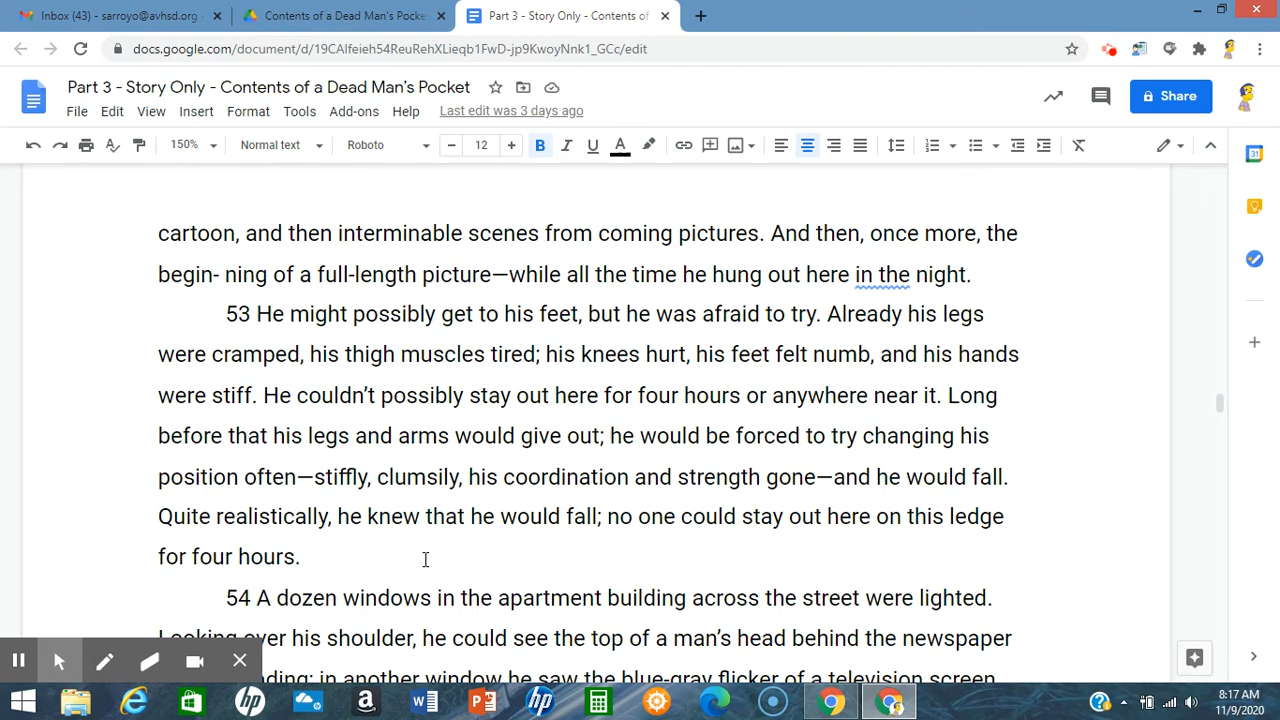 Inbox (43) - sarroyo@avhsd.org -
Contents of a Dead Man's Pocke
Part 3 - Story Only - Contents of
docs.google.com/document/d/19CAlfeieh54ReuRehXLieqb1FwD-jp9KwoyNnk1_GCc/edit
Part 3 - Story Only - Contents of a Dead Man's Pocket
File Edit View Insert Format Tools Add-ons Help Last edit was 3 days ago
Share
150% Normal text Roboto 12 B I U A
cartoon, and then interminable scenes from coming pictures. And then, once more, the
begin- ning of a full-length picture—while all the time he hung out here in the night.
53 He might possibly get to his feet, but he was afraid to try. Already his legs
were cramped, his thigh muscles tired; his knees hurt, his feet felt numb, and his hands
were stiff. He couldn't possibly stay out here for four hours or anywhere near it. Long
before that his legs and arms would give out; he would be forced to try changing his
position often—stiffly, clumsily, his coordination and strength gone—and he would fall.
Quite realistically, he knew that he would fall; no one could stay out here on this ledge
for four hours.
54 A dozen windows in the apartment building across the street were lighted.
Looking over his shoulder, he could see the top of a man's head behind the newspaper
in another window he saw the blue-gray flicker of a television screen.
8:17 AM
11/9/2020